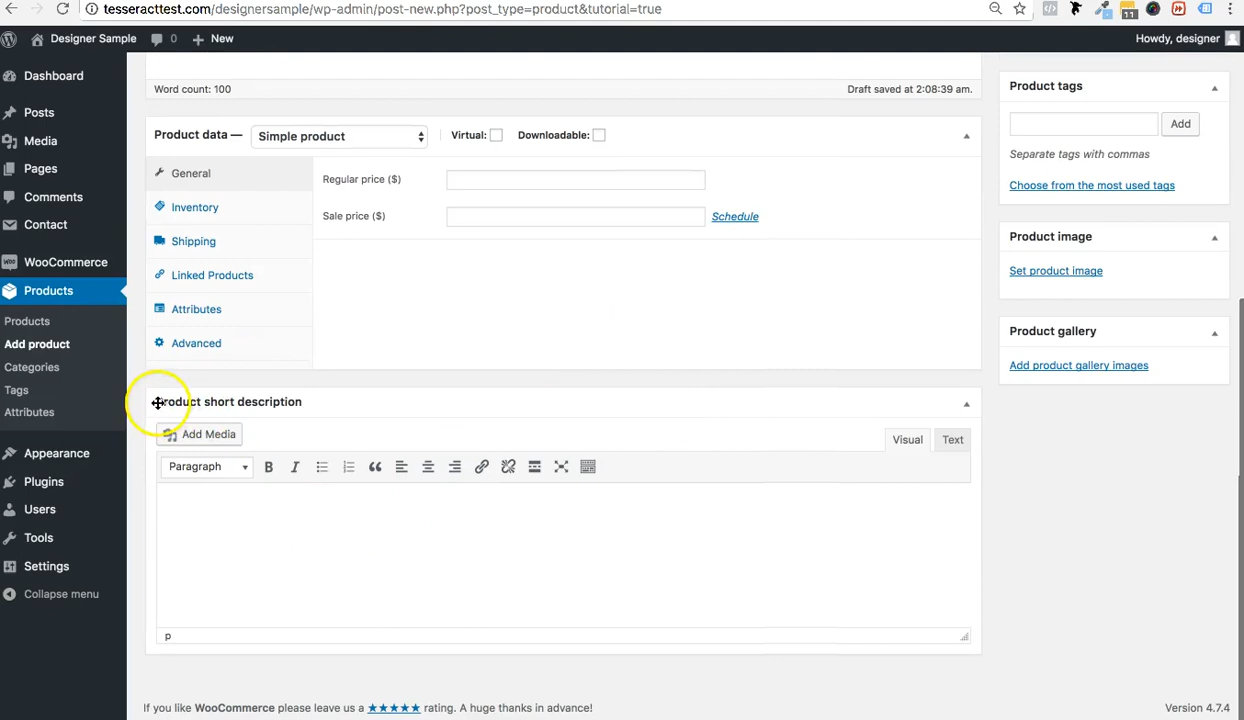 tesseracttest.com/designersample/wp-admin/post-new.php?post_type=product&tutorial=true
11
Designer Sample 0 New Howdy, designer
Dashboard
Posts
Media
Pages
Comments
Contact
WooCommerce
Products
Products
Add product
Categories
Tags
Attributes
Appearance
Plugins
Users
Tools
Settings
Collapse menu
Word count: 100 Draft saved at 2:08:39 am.
Product data — Simple product Virtual: Downloadable:
General
Inventory
Shipping
Linked Products
Attributes
Advanced
Regular price ($)
Sale price ($) Schedule
Product short description
Add Media Visual Text
Paragraph B I
p
If you like WooCommerce please leave us a ★★★★★ rating. A huge thanks in advance! Version 4.7.4
Product tags
Add
Separate tags with commas
Choose from the most used tags
Product image
Set product image
Product gallery
Add product gallery images